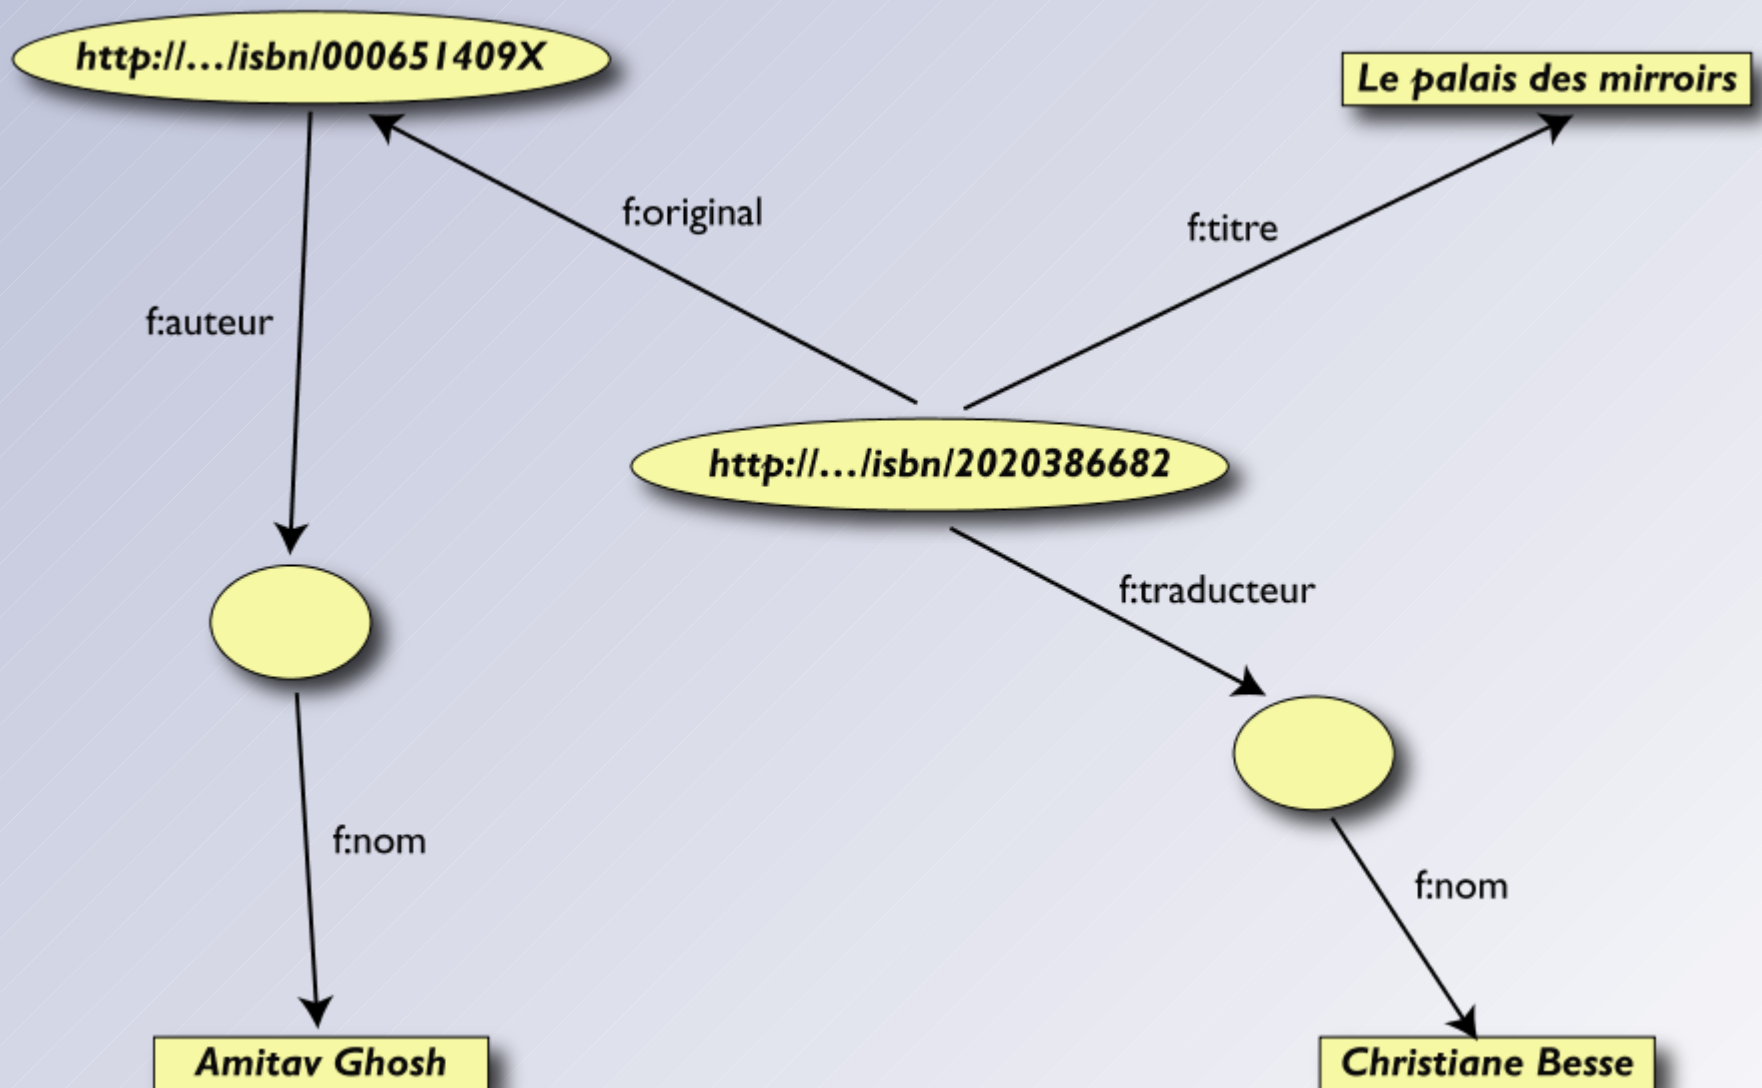 http://…/isbn/000651409X
Le palais des mirroirs
f:original
f:titre
f:auteur
http://…/isbn/2020386682
f:traducteur
f:nom
f:nom
Amitav Ghosh
Christiane Besse